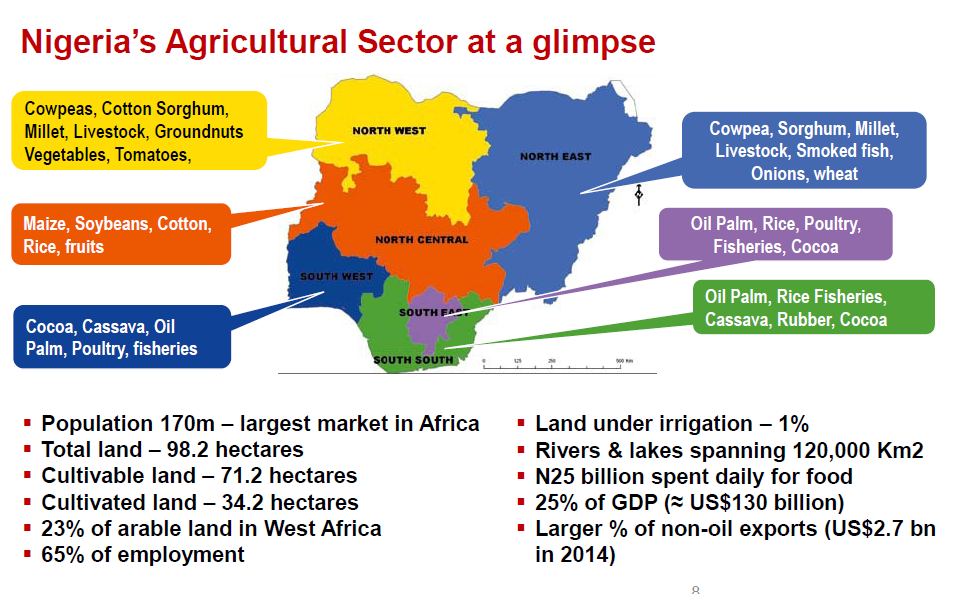 Nigeria’s Agricultural Sector at a glimpse
Cowpeas, Cotton Sorghum,
Millet, Livestock, Groundnuts
Vegetables, Tomatoes,
Maize, Soybeans, Cotton,
Rice, fruits
Cocoa, Cassava, Oil
Palm, Poultry, fisheries
NORTH WEST
NORTH EAST
NORTH CENTRAL
SOUTH WEST
SOUTH EAST
SOUTH SOUTH
0 125 250 500 Km
Cowpea, Sorghum, Millet,
Livestock, Smoked fish,
Onions, wheat
Oil Palm, Rice, Poultry,
Fisheries, Cocoa
Oil Palm, Rice Fisheries,
Cassava, Rubber, Cocoa
▪ Population 170m – largest market in Africa
▪ Total land – 98.2 hectares
▪ Cultivable land – 71.2 hectares
▪ Cultivated land – 34.2 hectares
▪ 23% of arable land in West Africa
▪ 65% of employment
▪ Land under irrigation – 1%
▪ Rivers & lakes spanning 120,000 Km2
▪ N25 billion spent daily for food
▪ 25% of GDP (≈ US$130 billion)
▪ Larger % of non-oil exports (US$2.7 bn
in 2014)
8